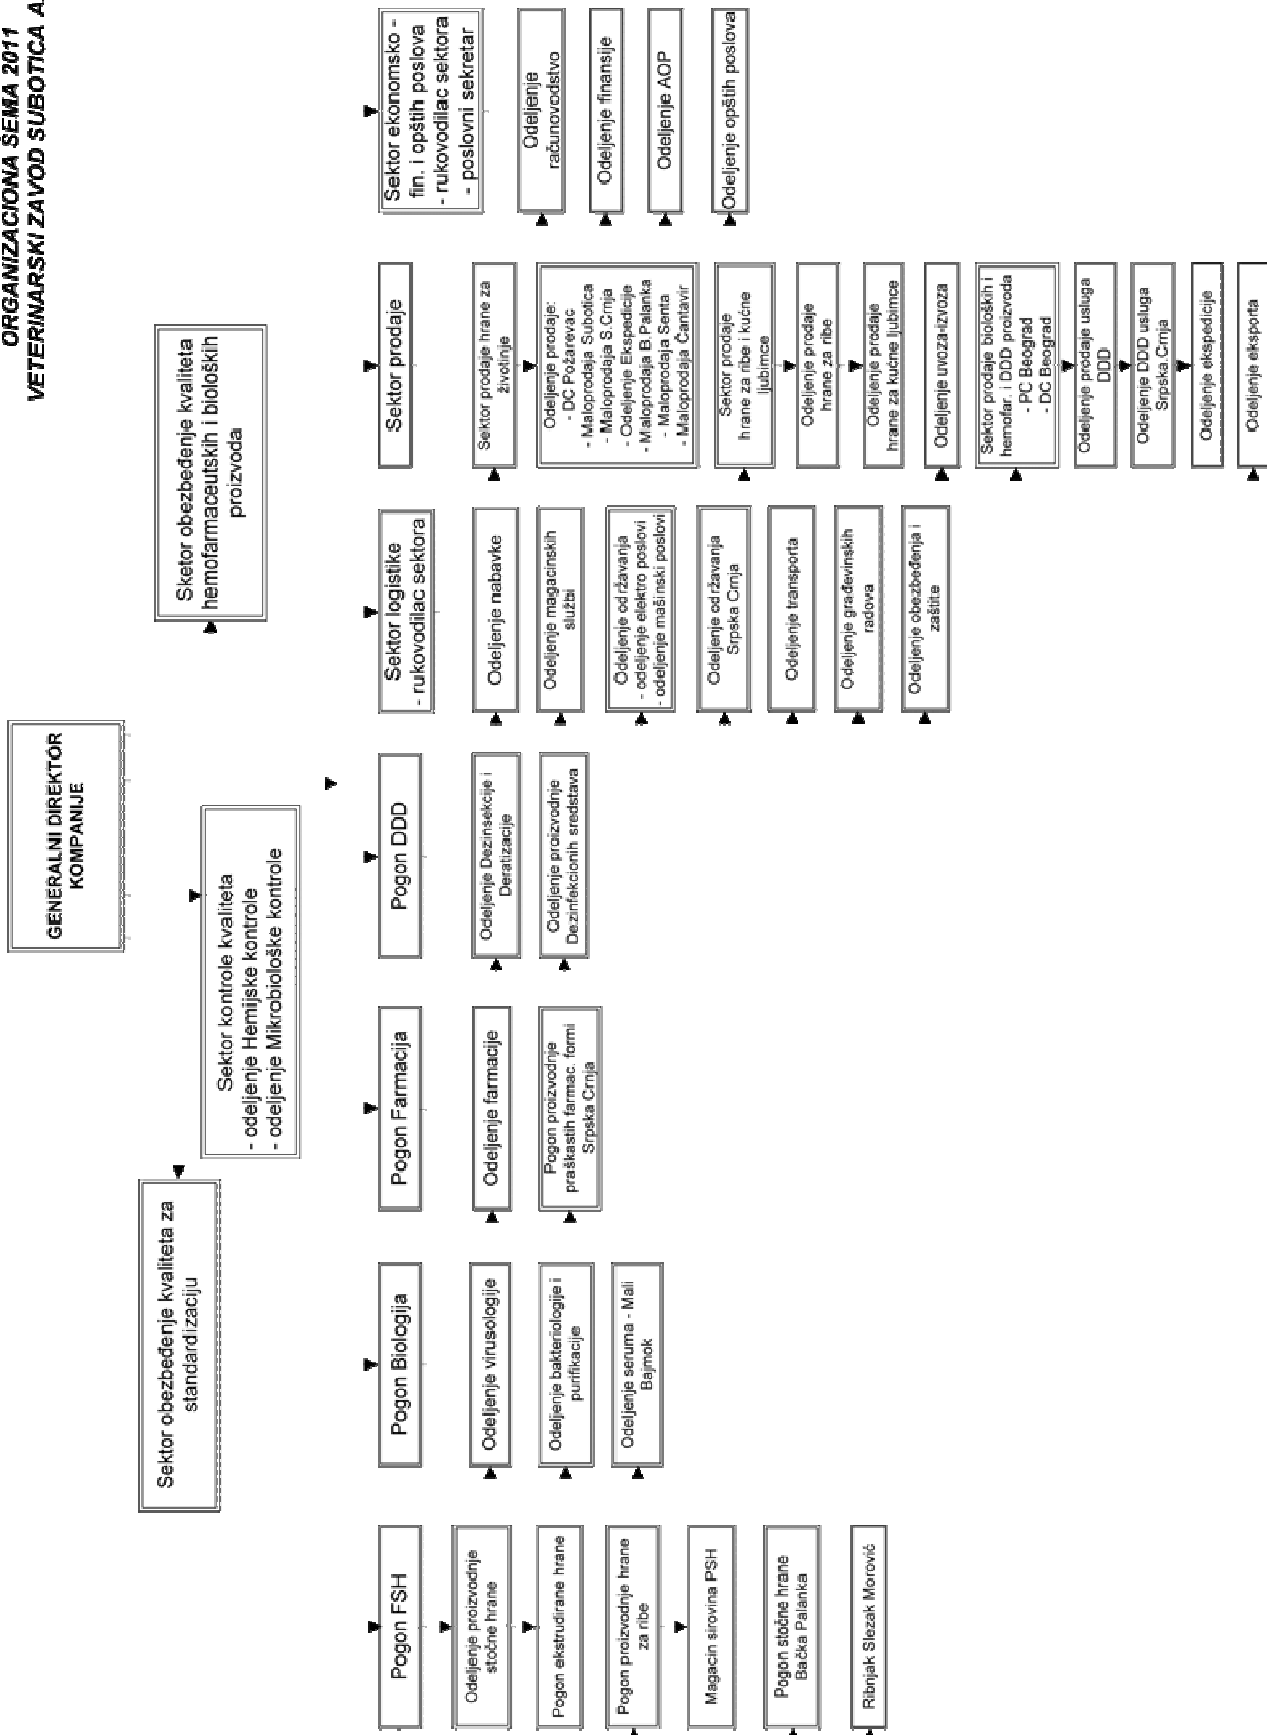 ORGANIZACIONA ŠEMA 2011
VETERINARSKI ZAVOD SUBOTICA A
GENERALNI DIREKTOR
KOMPANIJE
Sektor obezbeđenje kvaliteta za
standardizaciju
Sektor kontrole kvaliteta
- odeljenje Hemijske kontrole
- odeljenje Mikrobiološke kontrole
Sketor obezbeđenje kvaliteta
hemofarmaceutskih i bioloških
proizvoda
Pogon FSH
Odeljenje proizvodnje
stočne hrane
Pogon ekstrudirane hrane
Pogon proizvodnje hrane
za ribe
Magacin sirovina PSH
Pogon stočne hrane
Bačka Palanka
Ribnjak Slezak Morović
Pogon Biologija
Odeljenje virusologije
Odeljenje bakteriologije i
purifikacije
Odeljenje seruma - Mali
Bajmok
Pogon Farmacija
Odeljenje farmacije
Pogon proizvodnje
praškastih farmac. formi
Srpska Crnja
Pogon DDD
Odeljenje Dezinsekcije i
Deratizacije
Odeljenje proizvodnje
Dezinfekcionih sredstava
Sektor logistike
- rukovodilac sektora
Odeljenje nabavke
Odeljenje magacinskih
službi
Odeljenje održavanja
- odeljenje elektro poslovi
- odeljenje mašinski poslovi
Odeljenje održavanja
Srpska Crnja
Odeljenje transporta
Odeljenje građevinskih
radova
Odeljenje obezbeđenja i
zaštite
Sektor prodaje
Sektor prodaje hrane za
životinje
Odeljenje prodaje:
- DC Požarevac
- Maloprodaja Subotica
- Maloprodaja S.Crnja
- Odeljenje Ekspedicije
- Maloprodaja B.Palanka
- Maloprodaja Senta
- Maloprodaja Čantavir
Sektor prodaje
hrane za ribe i kućne
ljubimce
Odeljenje prodaje
hrane za ribe
Odeljenje prodaje
hrane za kućne ljubimce
Odeljenje uvoza-izvoza
Sektor prodaje bioloških i
hemofar. i DDD proizvoda
- PC Beograd
- DC Beograd
Odeljenje prodaje usluga
DDD
Odeljenje DDD usluga
Srpska.Crnja
Odeljenje ekspedicije
Odeljenje eksporta
Sektor ekonomsko -
fin. i opštih poslova
- rukovodilac sektora
- poslovni sekretar
Odeljenje
računovodstvo
Odeljenje finansije
Odeljenje AOP
Odeljenje opštih poslova